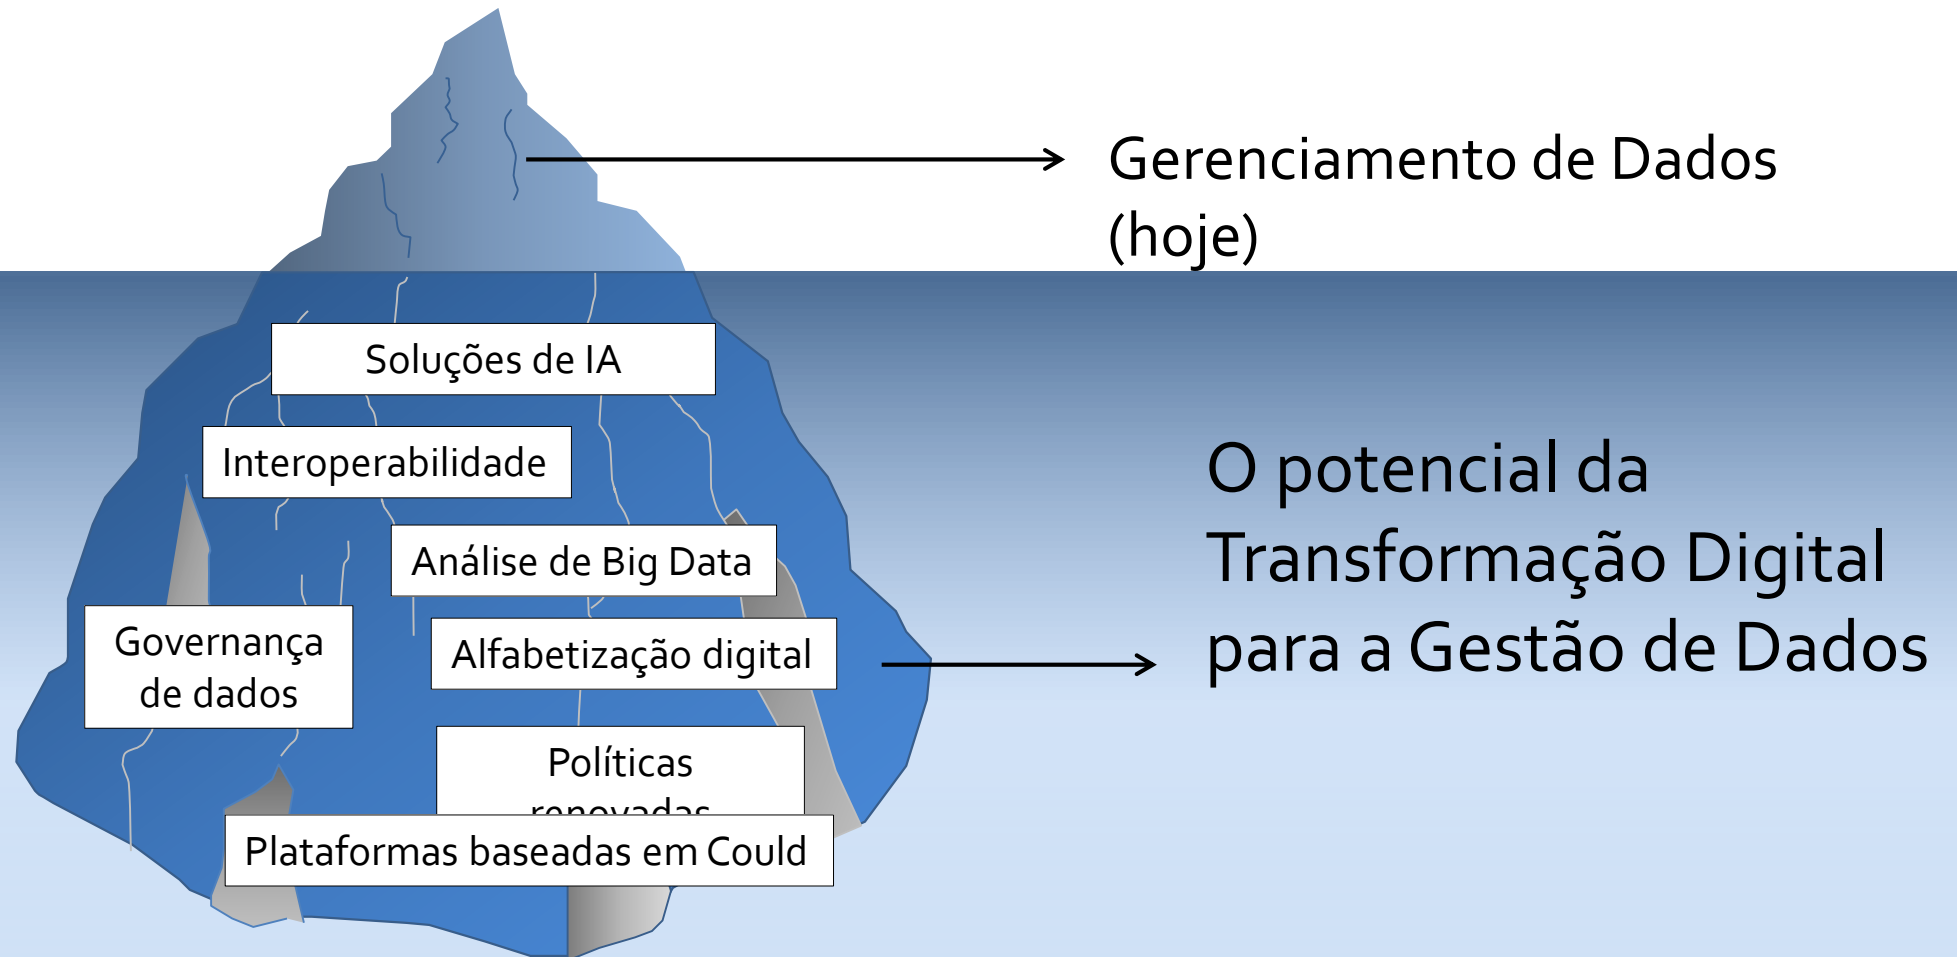 Gerenciamento de Dados
(hoje)
Soluções de IA
Interoperabilidade
Análise de Big Data
Governança
de dados
Alfabetização digital
Políticas
renovadas
Plataformas baseadas em Could
O potencial da
Transformação Digital
para a Gestão de Dados